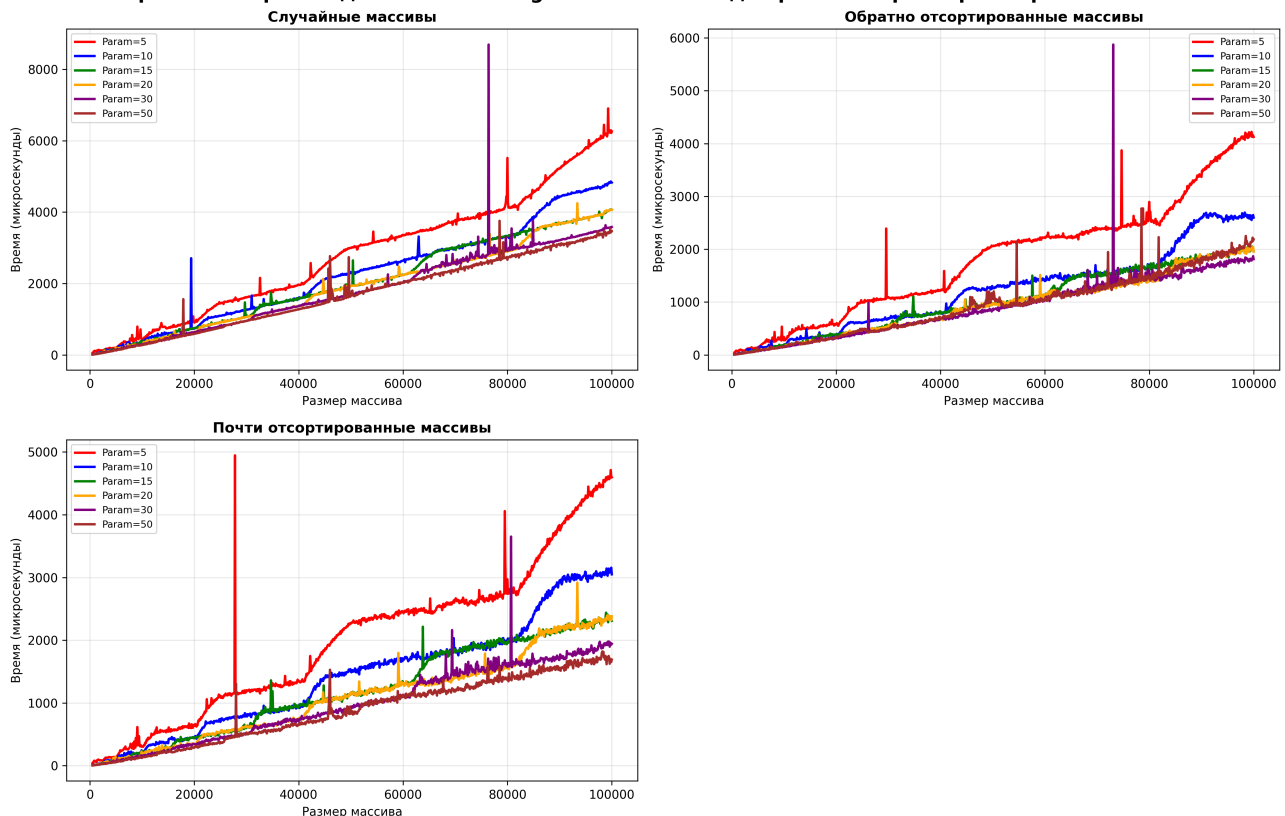 Случайные массивы
Время (микросекунды)
8000
6000
4000
2000
0
Param=5
Param=10
Param=15
Param=20
Param=30
Param=50
0 20000 40000 60000 80000 100000
Размер массива
Обратно отсортированные массивы
Время (микросекунды)
6000
5000
4000
3000
2000
1000
0
Param=5
Param=10
Param=15
Param=20
Param=30
Param=50
0 20000 40000 60000 80000 100000
Размер массива
Почти отсортированные массивы
Время (микросекунды)
5000
4000
3000
2000
1000
0
Param=5
Param=10
Param=15
Param=20
Param=30
Param=50
0 20000 40000 60000 80000 100000
Размер массива